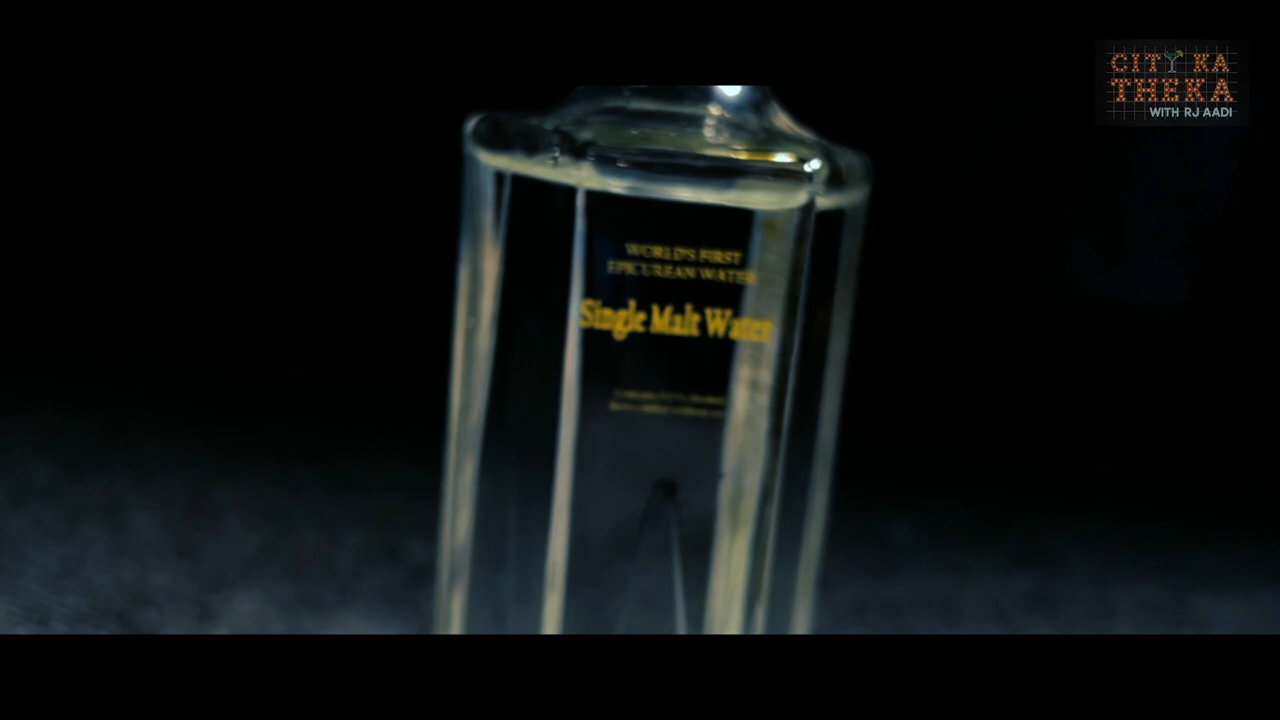 CITY KA
THEKA
WITH RJ AADI
WORLD'S FIRST
EPICUREAN WATER
Single Malt Water